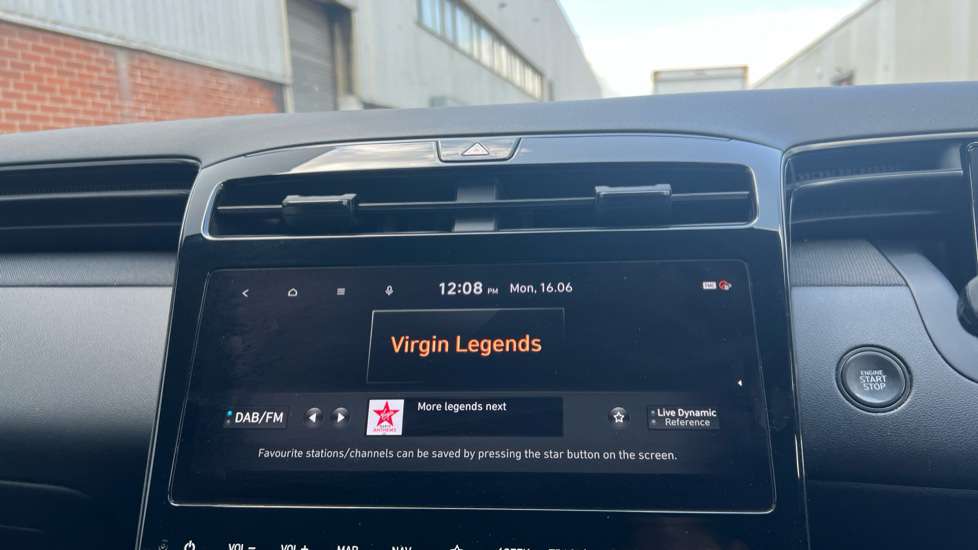 12:08 PM Mon, 16.06
Virgin Legends
ENGINE
START
STOP
DAB/FM
More legends next
ANTHEMS
Live Dynamic
Reference
Favourite stations/channels can be saved by pressing the star button on the screen.
VOL− VOL+ MAP NAV